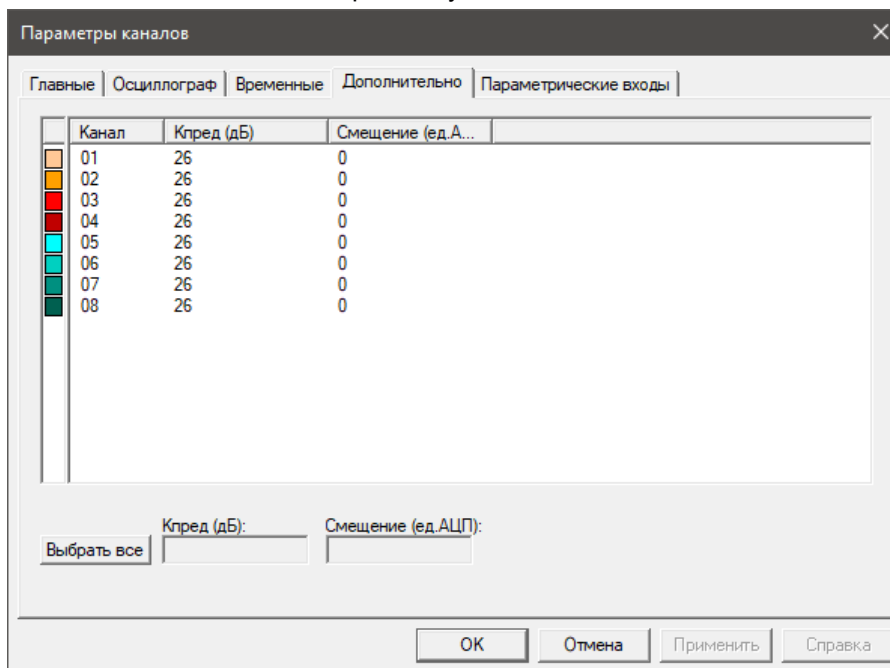 Параметры каналов
Главные Осциллограф Временные Дополнительно Параметрические входы
Канал Кпред (дБ) Смещение (ед.А...
01 26 0
02 26 0
03 26 0
04 26 0
05 26 0
06 26 0
07 26 0
08 26 0
Кпред (дБ): Смещение (ед.АЦП):
Выбрать все
OK Отмена Применить Справка